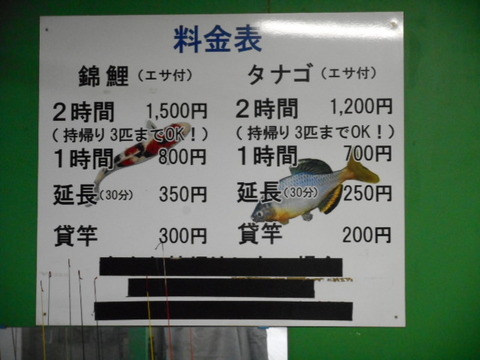 料金表
錦鯉（エサ付） タナゴ（エサ付）
2時間 1,500円 2時間 1,200円
（持帰り3匹までOK！） （持帰り3匹までOK！）
1時間 800円 1時間 700円
延長（30分） 350円 延長（30分） 250円
貸竿 300円 貸竿 200円